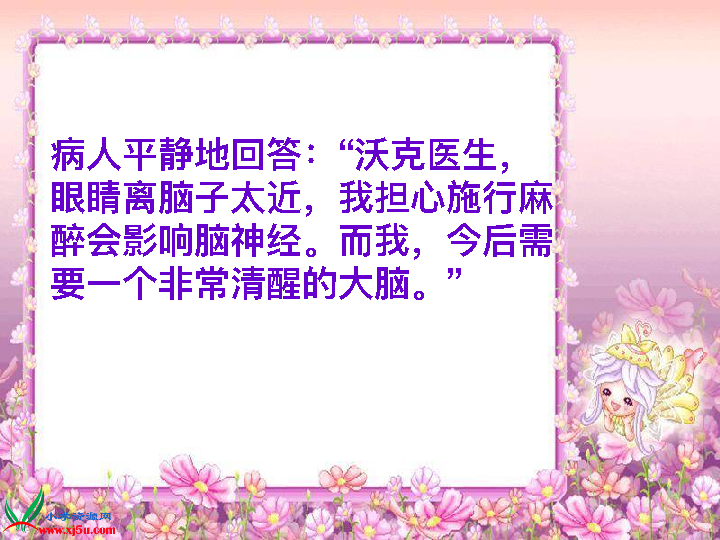 病人平静地回答：“沃克医生，
眼睛离脑子太近，我担心施行麻
醉会影响脑神经。而我，今后需
要一个非常清醒的大脑。”
小学资源网
www.xj5u.com